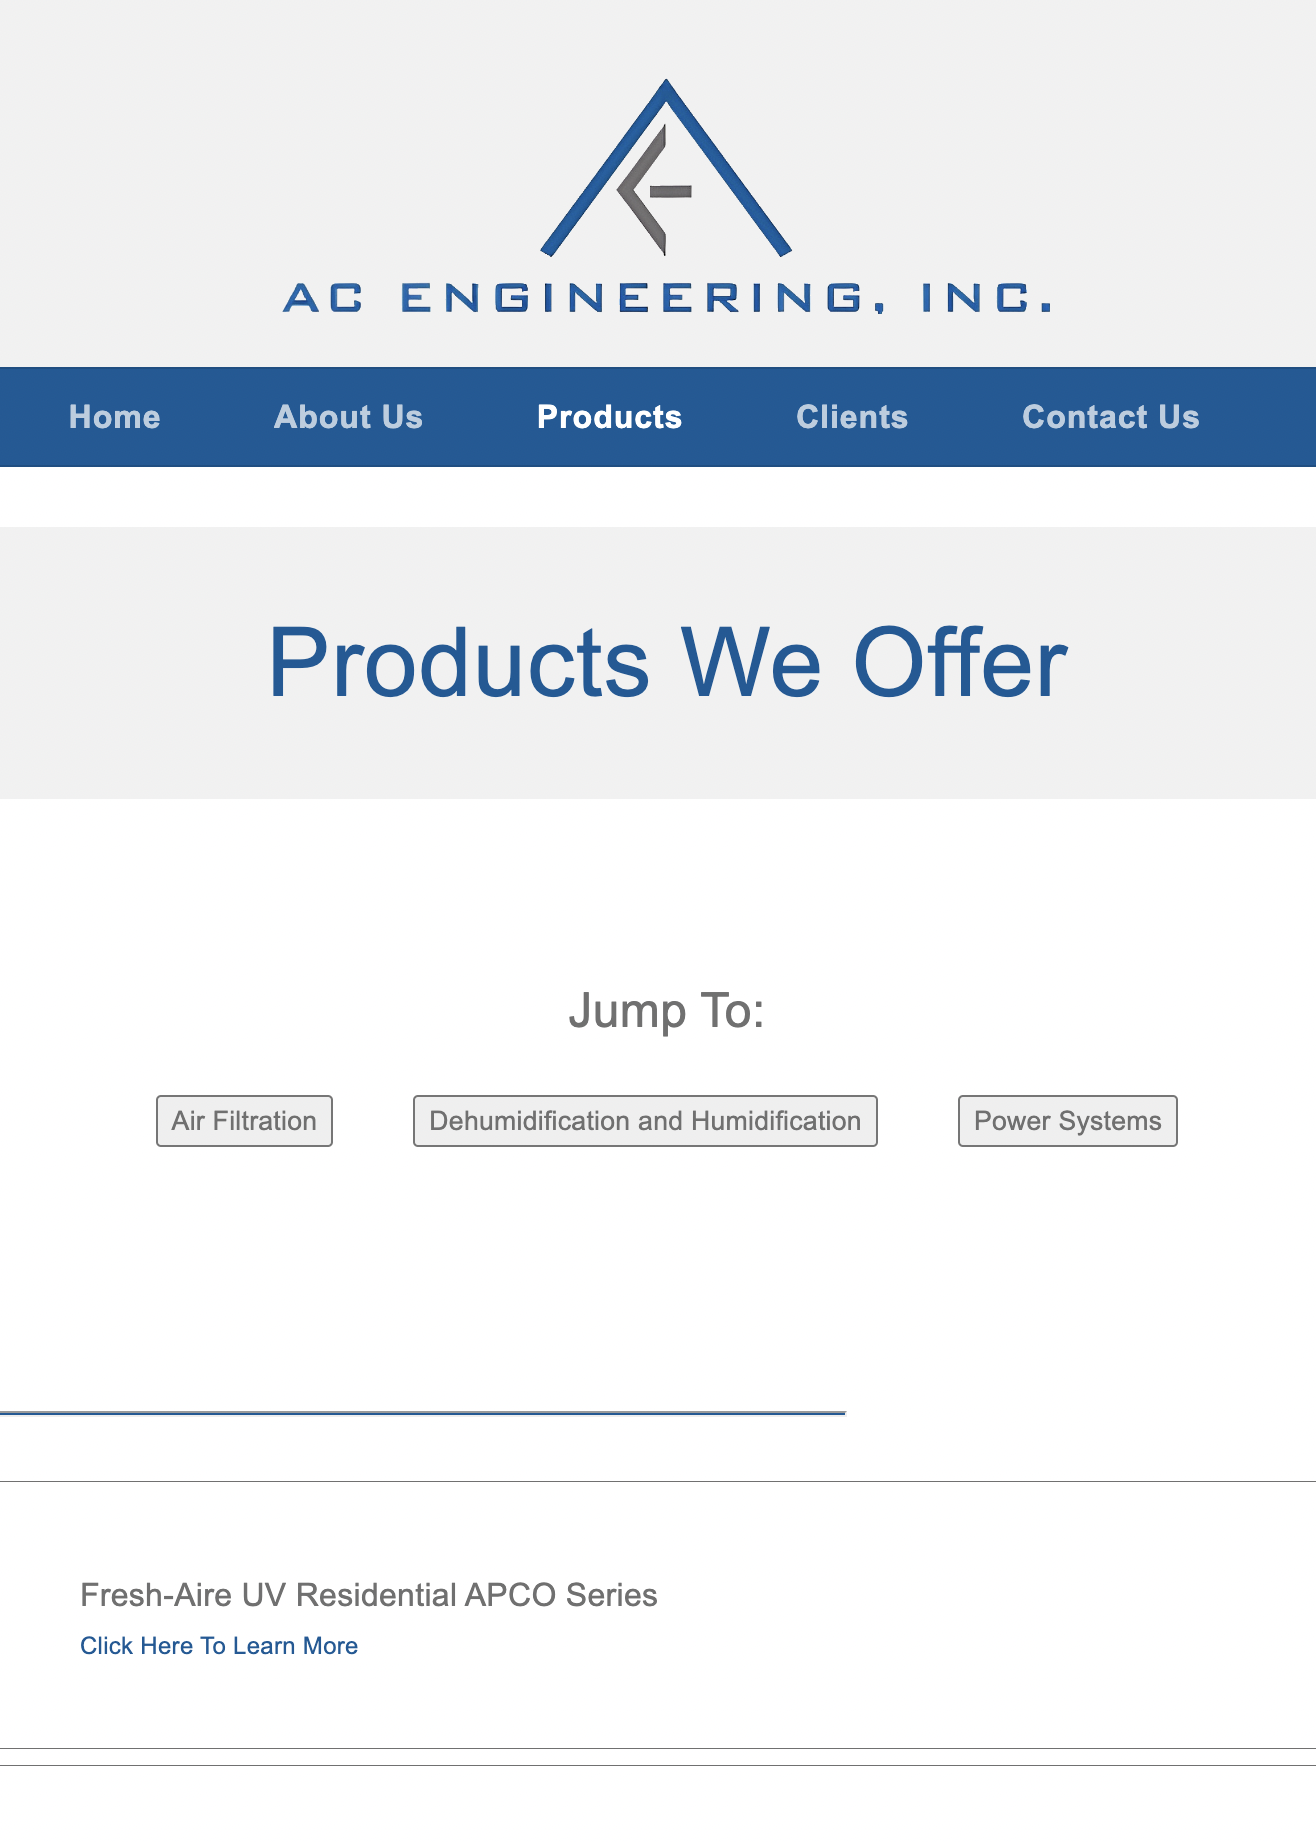 AC ENGINEERING, INC.
Home About Us Products Clients Contact Us
Products We Offer
Jump To:
Air Filtration Dehumidification and Humidification Power Systems
Fresh-Aire UV Residential APCO Series
Click Here To Learn More